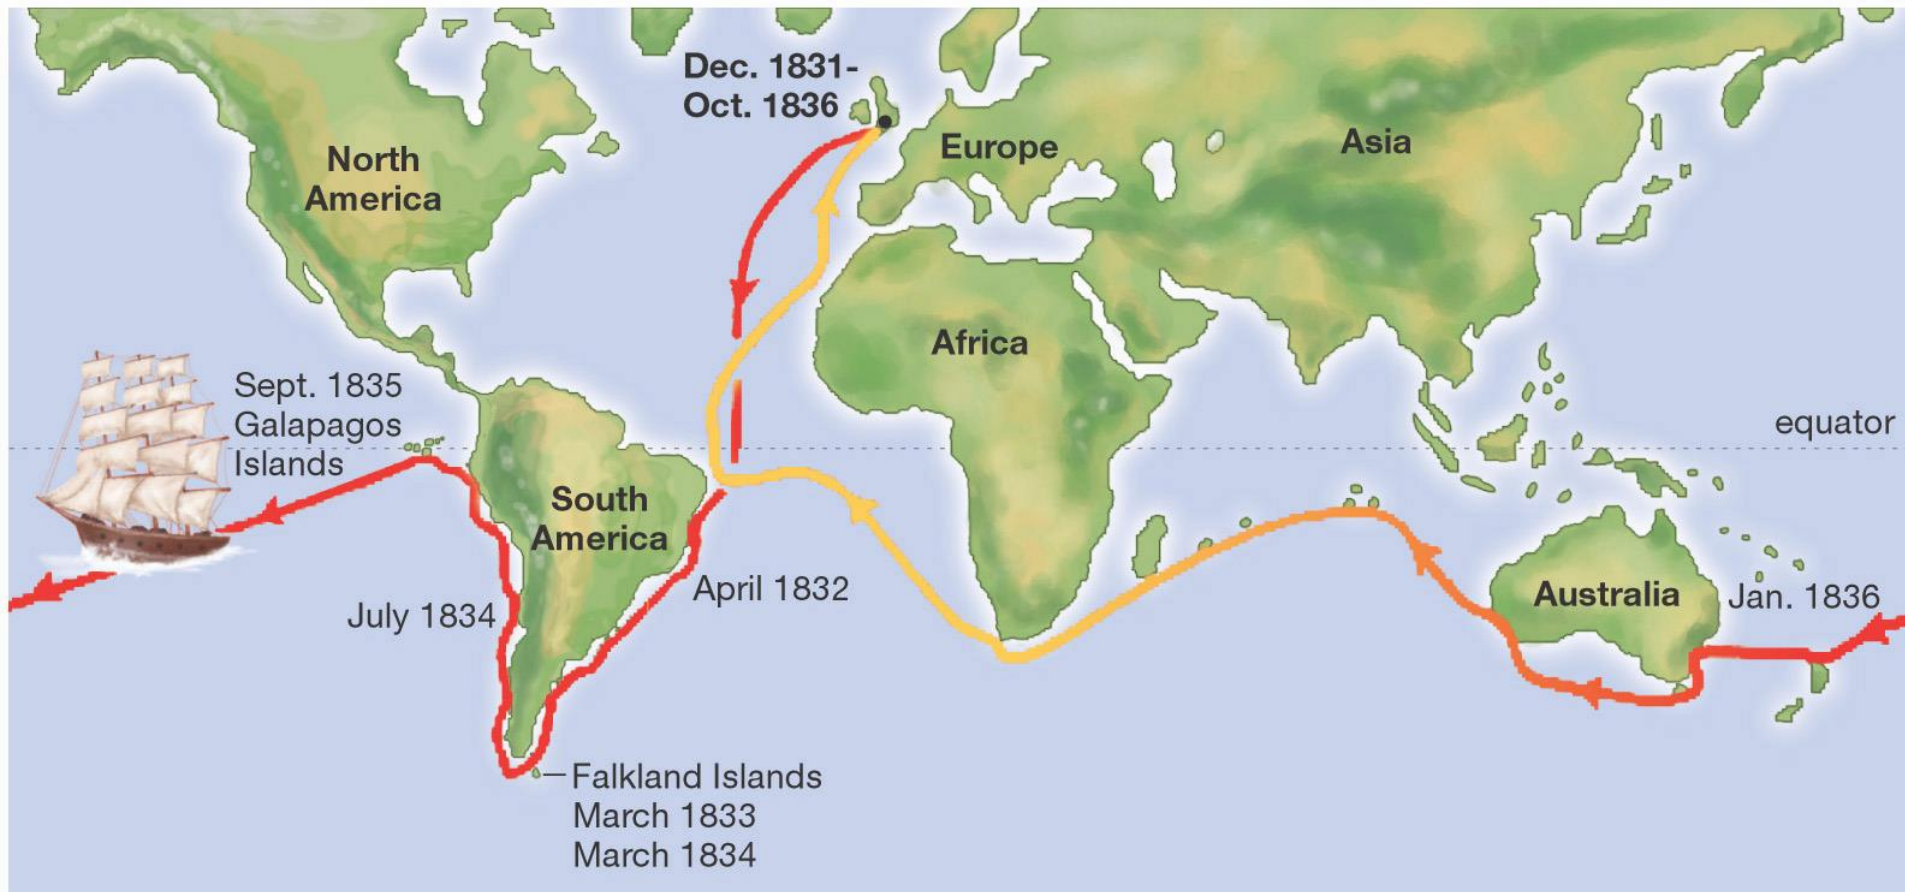 Dec. 1831-
Oct. 1836
North
America
Europe
Asia
Africa
Sept. 1835
Galapagos
Islands
equator
South
America
April 1832
July 1834
Australia
Jan. 1836
Falkland Islands
March 1833
March 1834